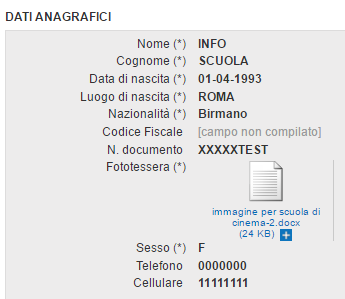 DATI ANAGRAFICI
Nome (*) INFO
Cognome (*) SCUOLA
Data di nascita (*) 01-04-1993
Luogo di nascita (*) ROMA
Nazionalità (*) Birmano
Codice Fiscale [campo non compilato]
N. documento XXXXXTEST
Fototessera (*)
immagine per scuola di
cinema-2.docx
(24 KB)
Sesso (*) F
Telefono 0000000
Cellulare 11111111